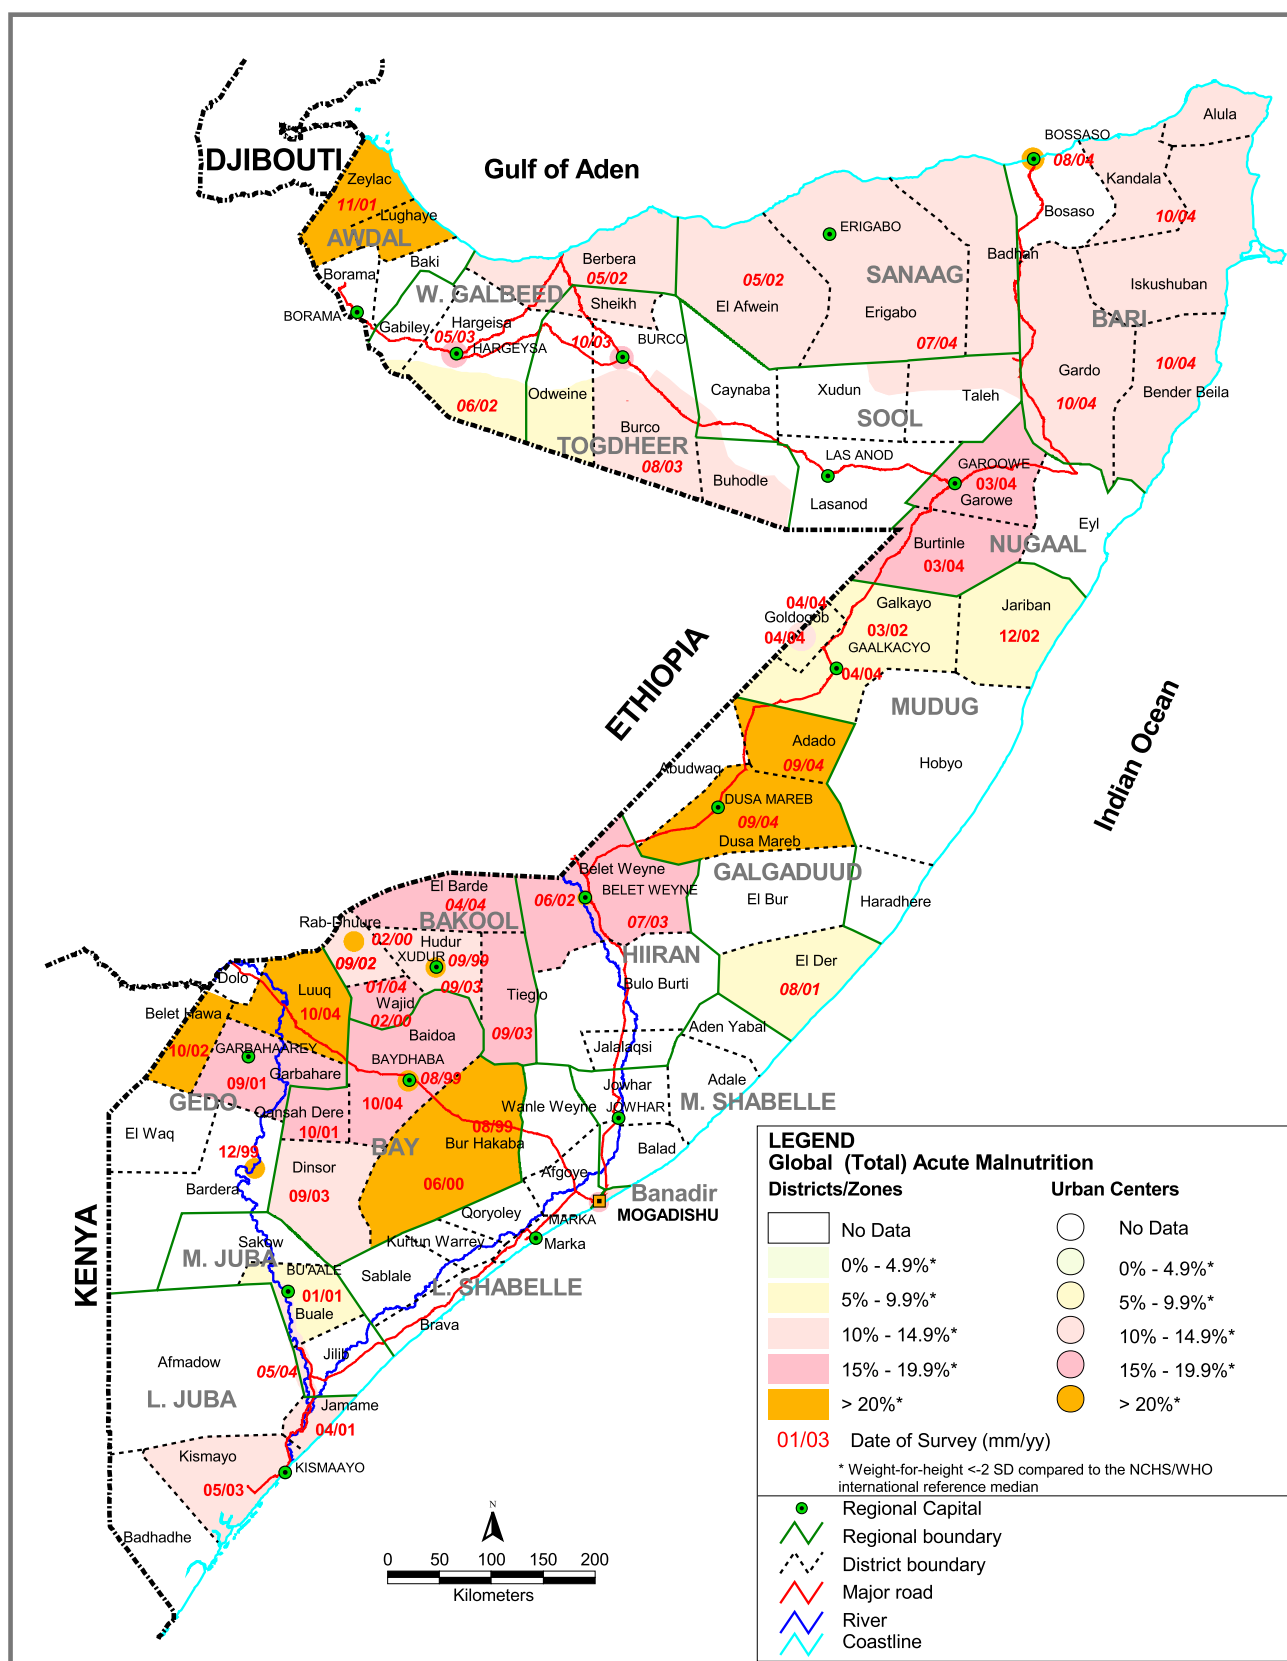 DJIBOUTI
Gulf of Aden
Zeylac
11/01
Lughaye
AWDAL
Baki
Borama
BORAMA
W. GALBEED
Gabiley
Hargeisa
05/03
HARGEYSA
06/02
Berbera
05/02
Sheikh
10/03
BURCO
Odweine
Burco
TOGDHEER
08/03
Buhodle
05/02
El Afwein
ERIGABO
SANAAG
Erigabo
07/04
Badhan
BOSSASO
08/04
Bosaso
Alula
Kandala
10/04
Iskushuban
BARI
10/04
Gardo
10/04
Bender Beila
Caynaba
Xudun
Taleh
SOOL
LAS ANOD
Lasanod
GAROOWE
03/04
Garowe
Eyl
Burtinle
NUGAAL
03/04
04/04
Goldogob
04/04
Galkayo
03/02
GAALKACYO
04/04
Jariban
12/02
MUDUG
Hobyo
ETHIOPIA
Indian Ocean
Adado
09/04
Abudwaq
DUSA MAREB
09/04
Dusa Mareb
GALGADUUD
El Bur
Haradhere
El Der
08/01
Belet Weyne
BELET WEYNE
06/02
07/03
HIIRAN
Bulo Burti
Jalalaqsi
El Barde
04/04
BAKOOL
Rab-Dhuure
02/00
09/02
Hudur
XUDUR
09/99
09/03
01/04
Wajid
02/00
Tieglo
09/03
Dolo
Luuq
10/04
Belet Hawa
10/02
GARBAHAAREY
Garbahare
09/01
GEDO
El Waq
12/99
Bardera
Baidoa
BAYDHABA
08/99
10/04
Qansah Dere
10/01
BAY
Dinsor
09/03
08/99
Bur Hakaba
06/00
Aden Yabal
Adale
M. SHABELLE
Jowhar
JOWHAR
Wanle Weyne
Balad
Afgoye
Banadir
MOGADISHU
Qoryoley
MARKA
Marka
Kurtun Warrey
Sablale
L. SHABELLE
Brava
KENYA
M. JUBA
Sakow
BU'AALE
01/01
Buale
Jilib
05/04
Afmadow
L. JUBA
Jamame
04/01
Kismayo
05/03
KISMAAYO
Badhadhe
N
0 50 100 150 200
Kilometers
LEGEND
Global (Total) Acute Malnutrition
Districts/Zones Urban Centers
No Data No Data
0% - 4.9%* 0% - 4.9%*
5% - 9.9%* 5% - 9.9%*
10% - 14.9%* 10% - 14.9%*
15% - 19.9%* 15% - 19.9%*
> 20%* > 20%*
01/03 Date of Survey (mm/yy)
* Weight-for-height <-2 SD compared to the NCHS/WHO
international reference median
Regional Capital
Regional boundary
District boundary
Major road
River
Coastline